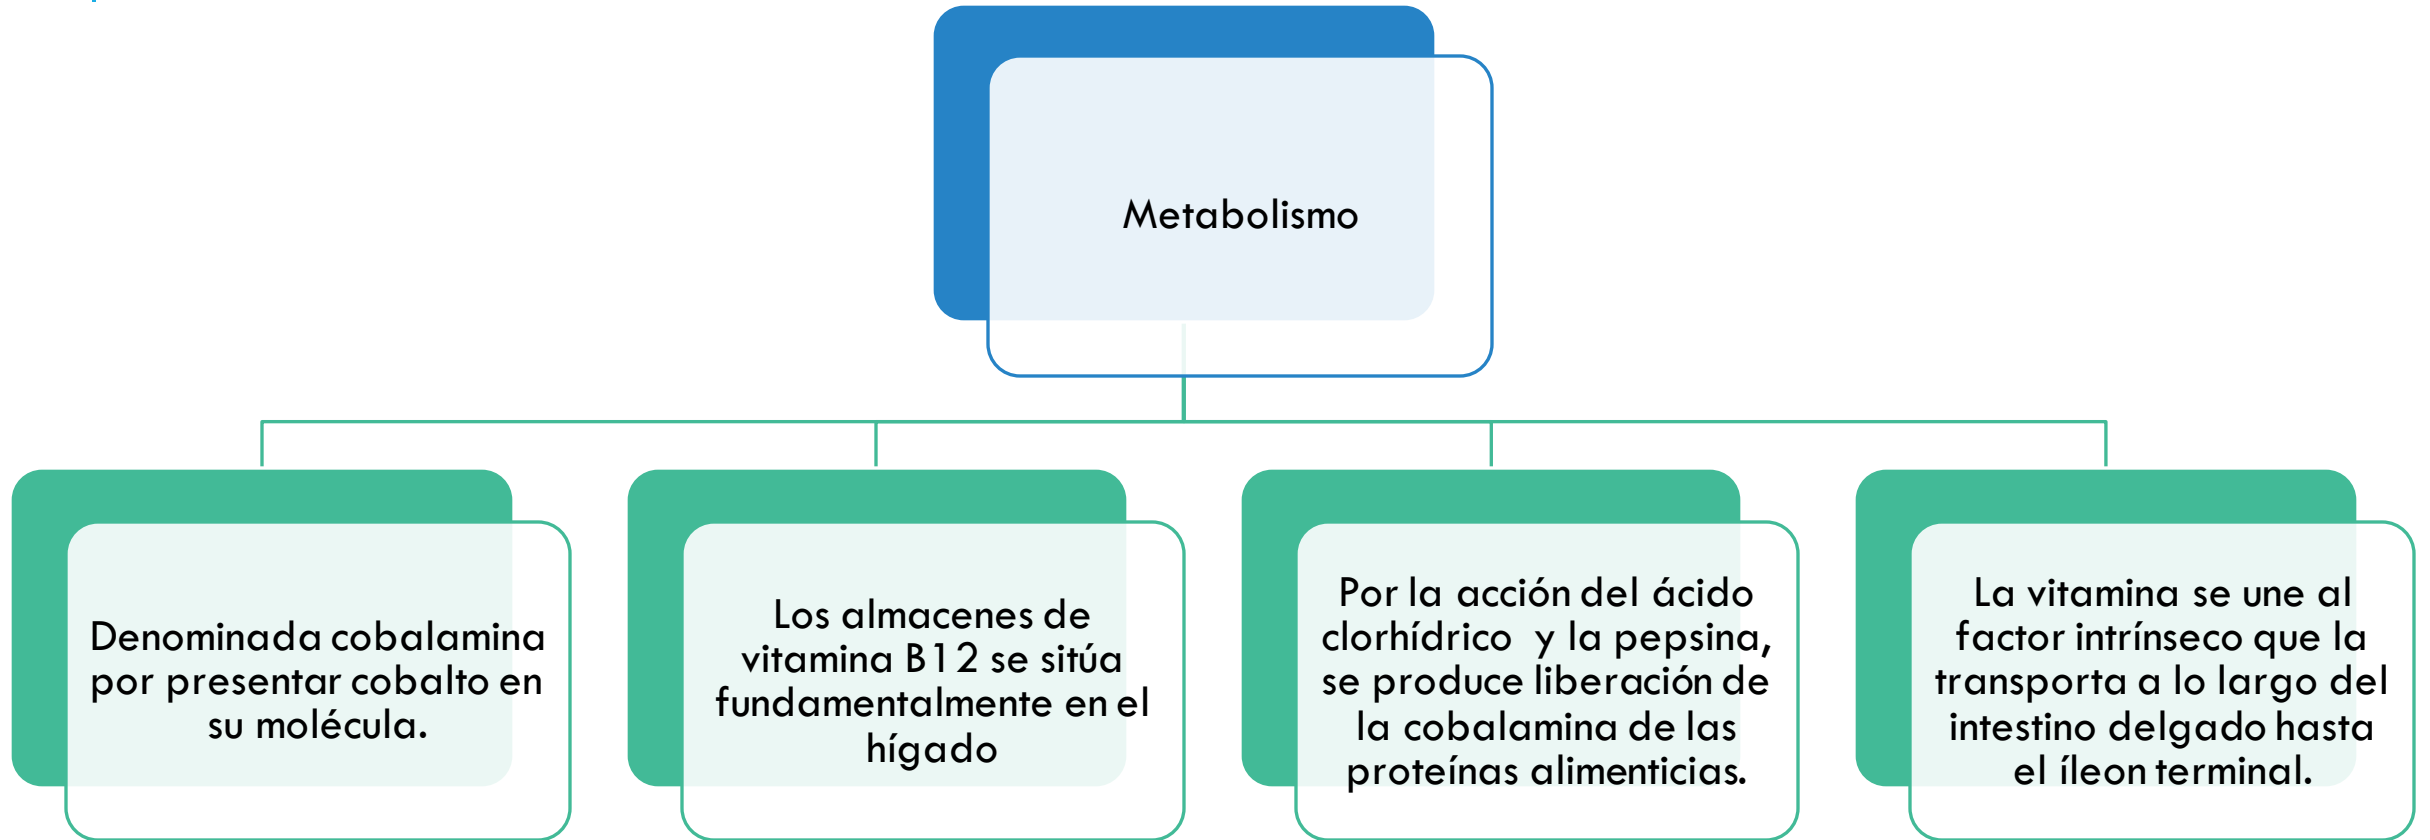 Metabolismo
Denominada cobalamina
por presentar cobalto en
su molécula.
Los almacenes de
vitamina B12 se sitúa
fundamentalmente en el
hígado
Por la acción del ácido
clorhídrico  y la pepsina,
se produce liberación de
la cobalamina de las
proteínas alimenticias.
La vitamina se une al
factor intrínseco que la
transporta a lo largo del
intestino delgado hasta
el íleon terminal.